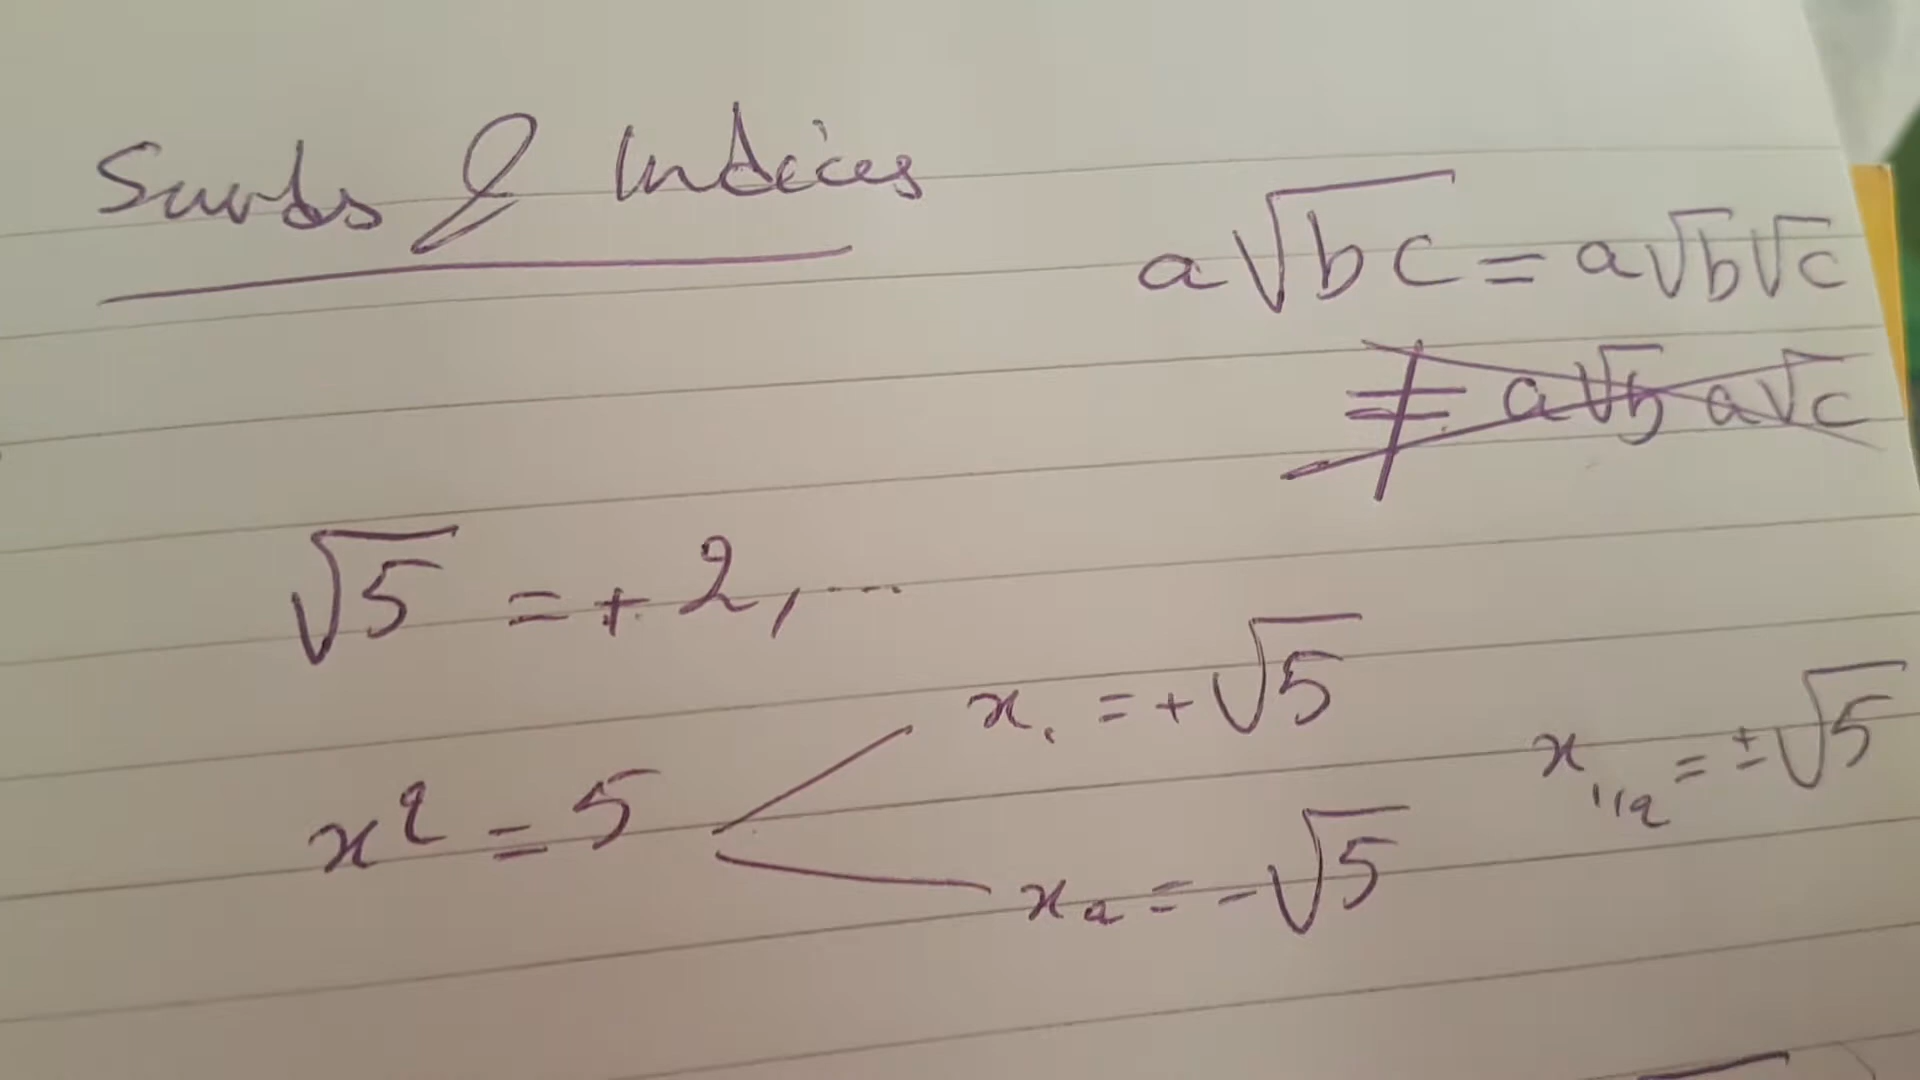 Surds & Indices
a√bc = a√b√c
≠ a√b a√c
√5 = + 2, ...
x² = 5
x₁ = + √5
x₂ = - √5
x₁,₂ = ± √5